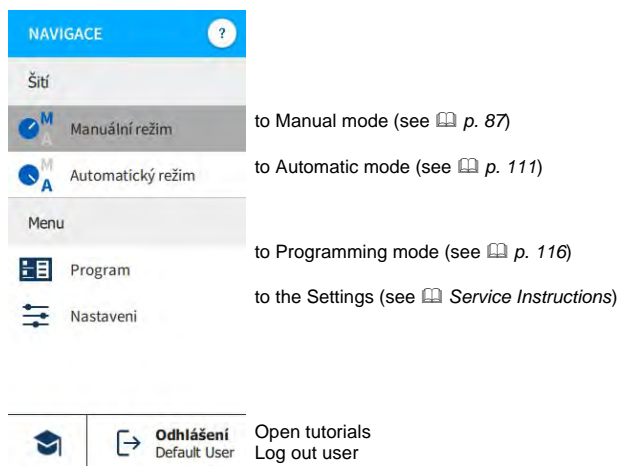 NAVIGACE ?
Šití
M
A Manuální režim to Manual mode (see p. 87)
M
A Automatický režim to Automatic mode (see p. 111)
Menu
Program to Programming mode (see p. 116)
Nastavení to the Settings (see Service Instructions)
Odhlášení Open tutorials
Default User Log out user